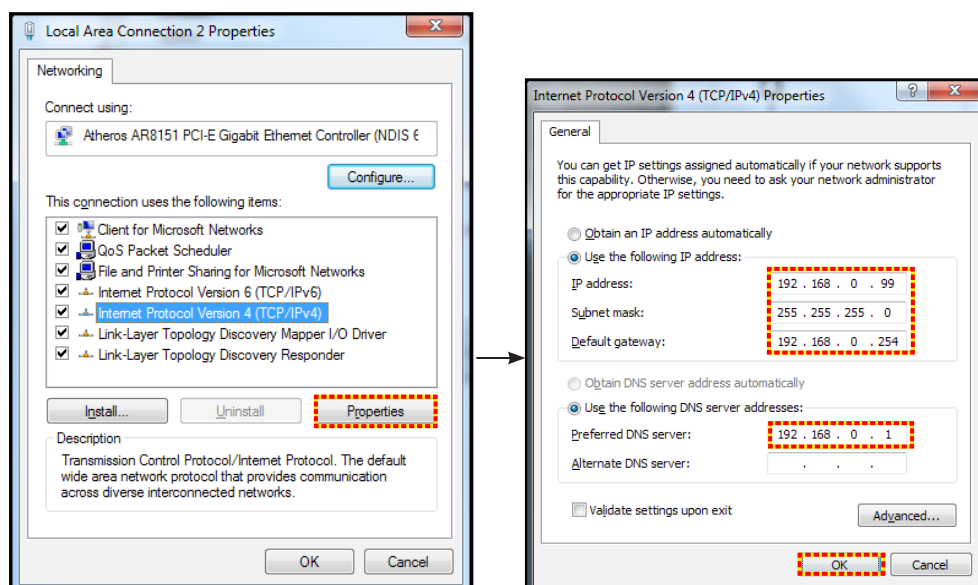 Local Area Connection 2 Properties
Networking
Connect using:
Atheros AR8151 PCI-E Gigabit Ethernet Controller (NDIS 6
Configure...
This connection uses the following items:
Client for Microsoft Networks
QoS Packet Scheduler
File and Printer Sharing for Microsoft Networks
Internet Protocol Version 6 (TCP/IPv6)
Internet Protocol Version 4 (TCP/IPv4)
Link-Layer Topology Discovery Mapper I/O Driver
Link-Layer Topology Discovery Responder
Install... Uninstall Properties
Description
Transmission Control Protocol/Internet Protocol. The default
wide area network protocol that provides communication
across diverse interconnected networks.
OK Cancel
Internet Protocol Version 4 (TCP/IPv4) Properties
General
You can get IP settings assigned automatically if your network supports
this capability. Otherwise, you need to ask your network administrator
for the appropriate IP settings.
Obtain an IP address automatically
Use the following IP address:
IP address: 192 . 168 . 0 . 99
Subnet mask: 255 . 255 . 255 . 0
Default gateway: 192 . 168 . 0 . 254
Obtain DNS server address automatically
Use the following DNS server addresses:
Preferred DNS server: 192 . 168 . 0 . 1
Alternate DNS server: . . .
Validate settings upon exit
Advanced...
OK Cancel